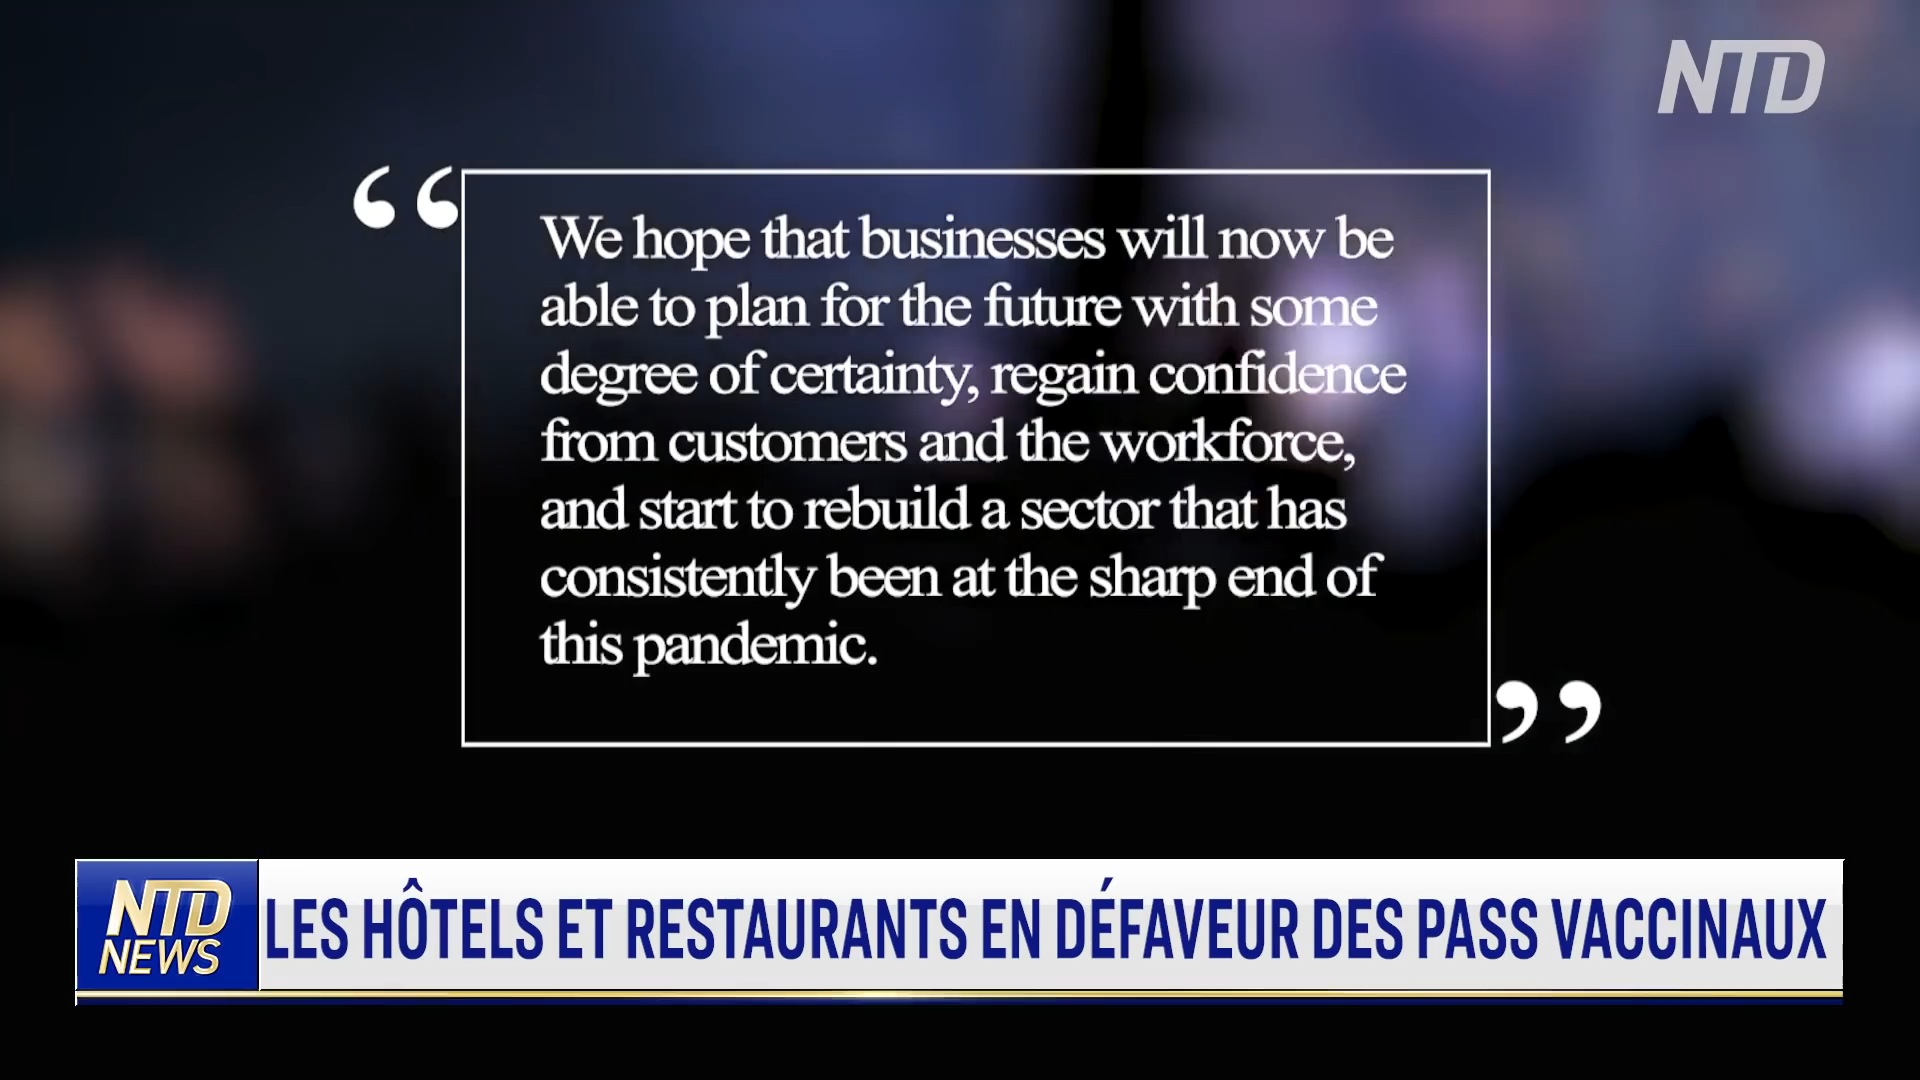 NTD
“
We hope that businesses will now be
able to plan for the future with some
degree of certainty, regain confidence
from customers and the workforce,
and start to rebuild a sector that has
consistently been at the sharp end of
this pandemic.
”
NTD
NEWS
LES HÔTELS ET RESTAURANTS EN DÉFAVEUR DES PASS VACCINAUX